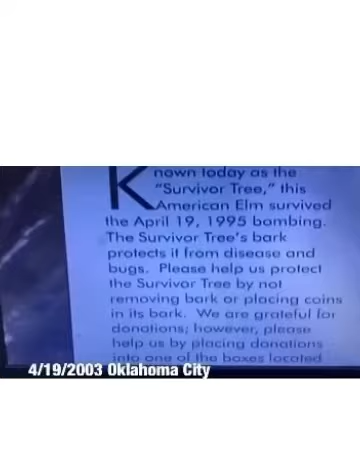 Known today as the
"Survivor Tree," this
American Elm survived
the April 19, 1995 bombing.
The Survivor Tree's bark
protects it from disease and
bugs. Please help us protect
the Survivor Tree by not
removing bark or placing coins
in its bark. We are grateful for
donations; however, please
help us by placing donations
into one of the boxes located
4/19/2003 Oklahoma City